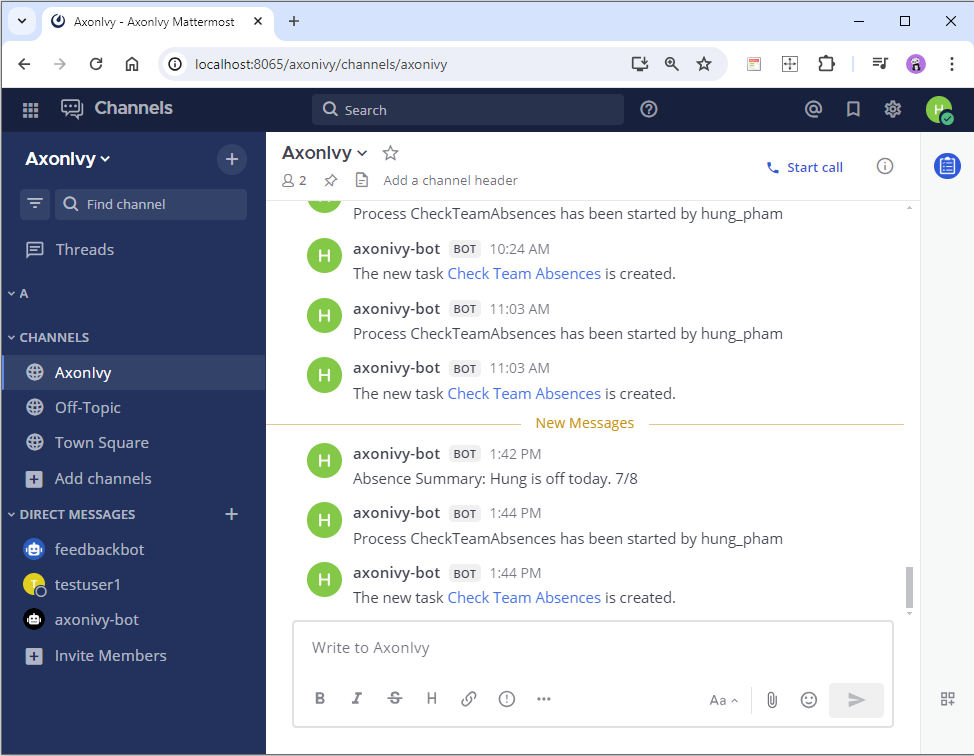 AxonIvy - AxonIvy Mattermost
localhost:8065/axonivy/channels/axonivy
Channels
Search
H
AxonIvy
Find channel
Threads
A
CHANNELS
AxonIvy
Off-Topic
Town Square
Add channels
DIRECT MESSAGES
feedbackbot
T testuser1
axonivy-bot
Invite Members
AxonIvy
Start call
2 Add a channel header
Process CheckTeamAbsences has been started by hung_pham
H axonivy-bot BOT 10:24 AM
The new task Check Team Absences is created.
H axonivy-bot BOT 11:03 AM
Process CheckTeamAbsences has been started by hung_pham
H axonivy-bot BOT 11:03 AM
The new task Check Team Absences is created.
New Messages
H axonivy-bot BOT 1:42 PM
Absence Summary: Hung is off today. 7/8
H axonivy-bot BOT 1:44 PM
Process CheckTeamAbsences has been started by hung_pham
H axonivy-bot BOT 1:44 PM
The new task Check Team Absences is created.
Write to AxonIvy
B I S H Aa